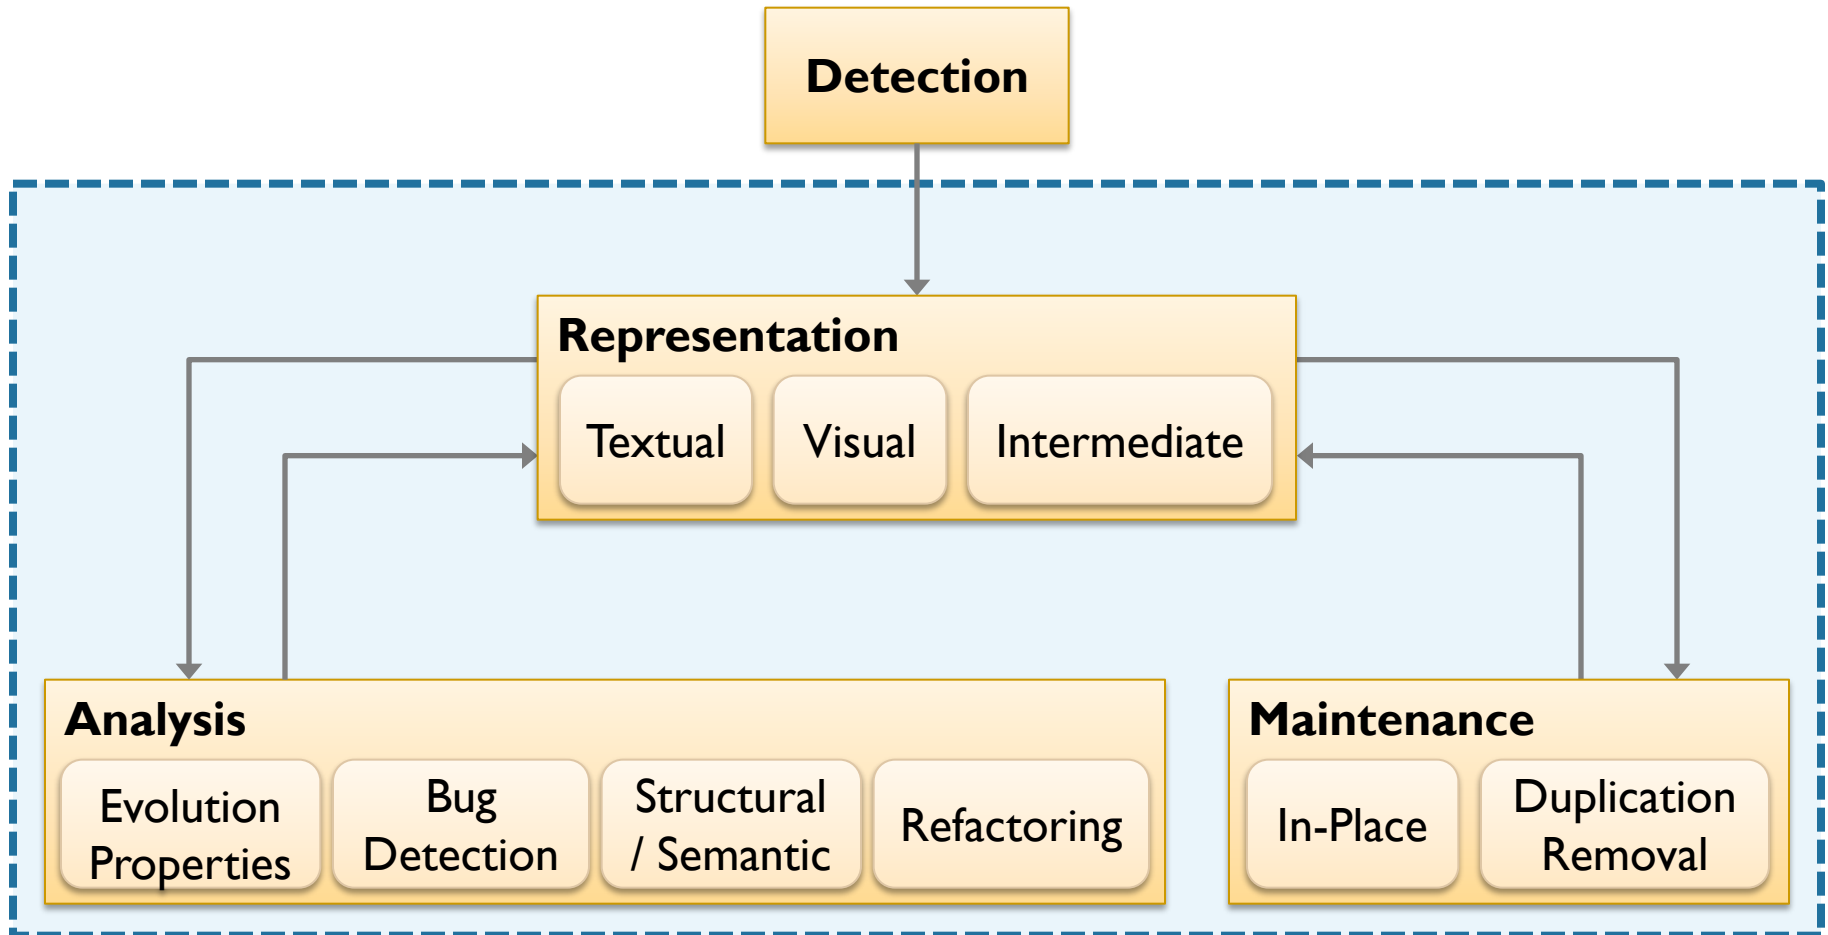 Detection
Representation
Textual
Visual
Intermediate
Analysis
Evolution
Properties
Bug
Detection
Structural
/ Semantic
Refactoring
Maintenance
In-Place
Duplication
Removal